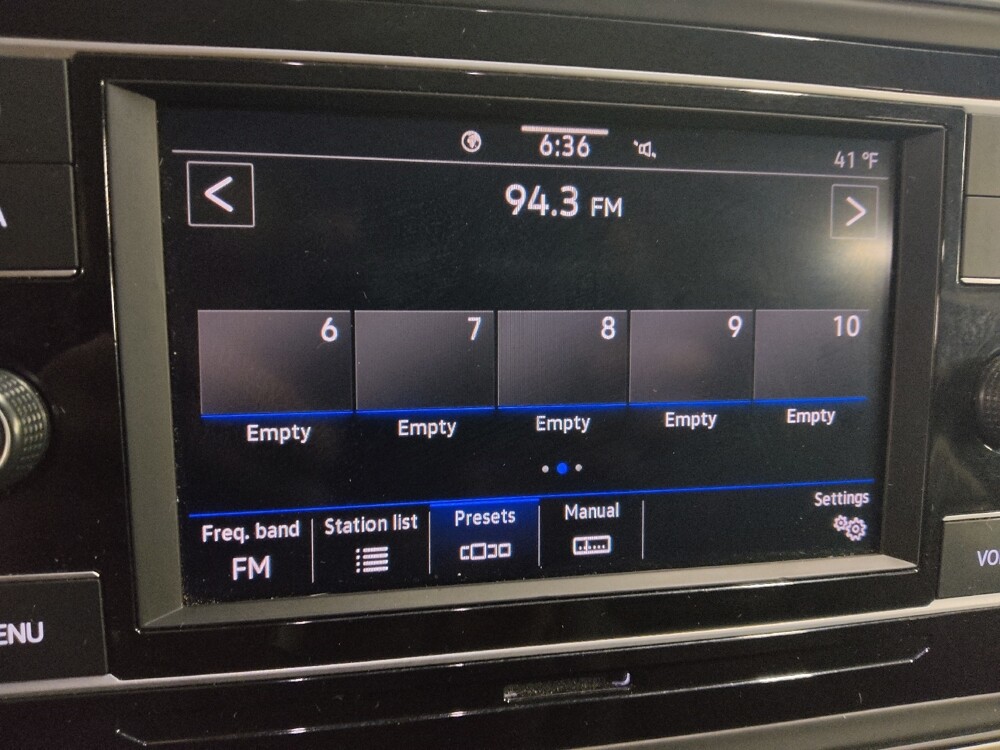 6:36
41 °F
<
94.3 FM
>
6
7
8
9
10
Empty
Empty
Empty
Empty
Empty
Freq. band
Station list
Presets
Manual
Settings
FM
ENU
VO